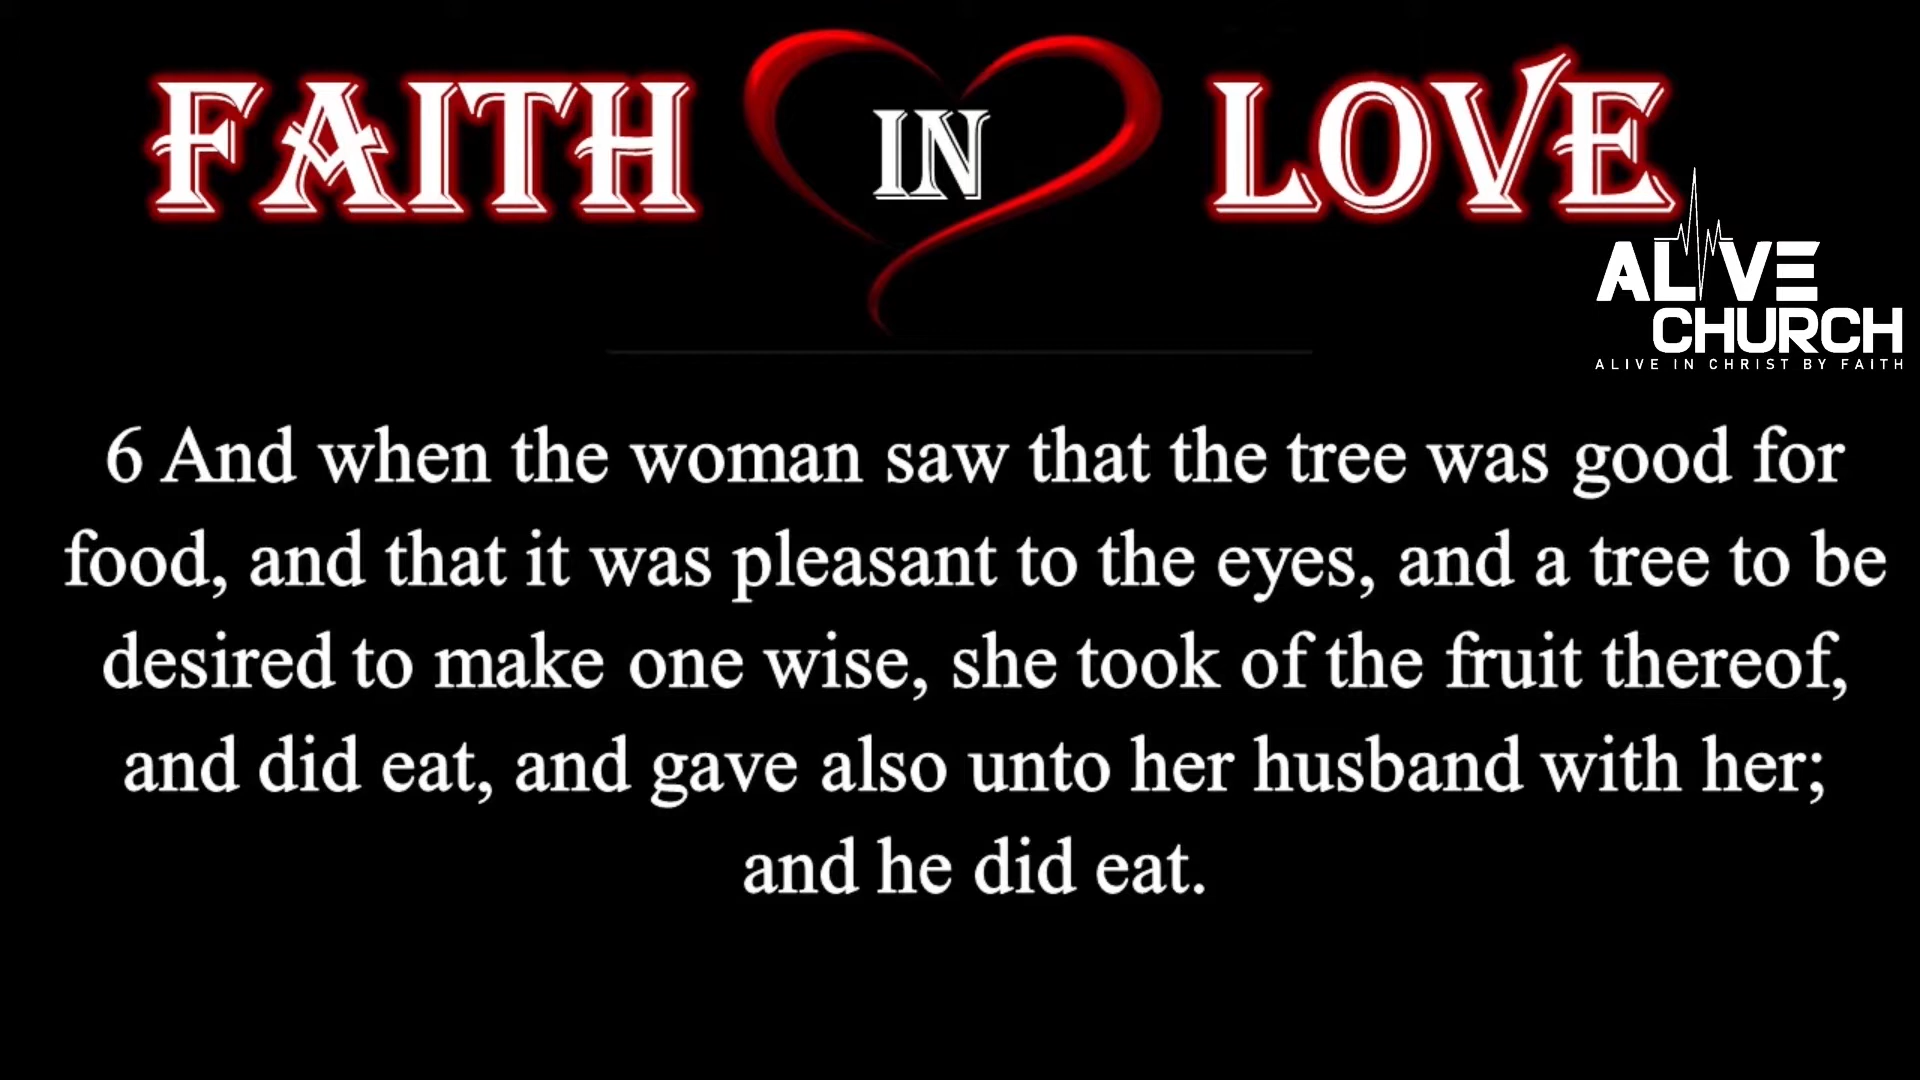 FAITH IN LOVE
ALIVE
CHURCH
ALIVE IN CHRIST BY FAITH
6 And when the woman saw that the tree was good for
food, and that it was pleasant to the eyes, and a tree to be
desired to make one wise, she took of the fruit thereof,
and did eat, and gave also unto her husband with her;
and he did eat.